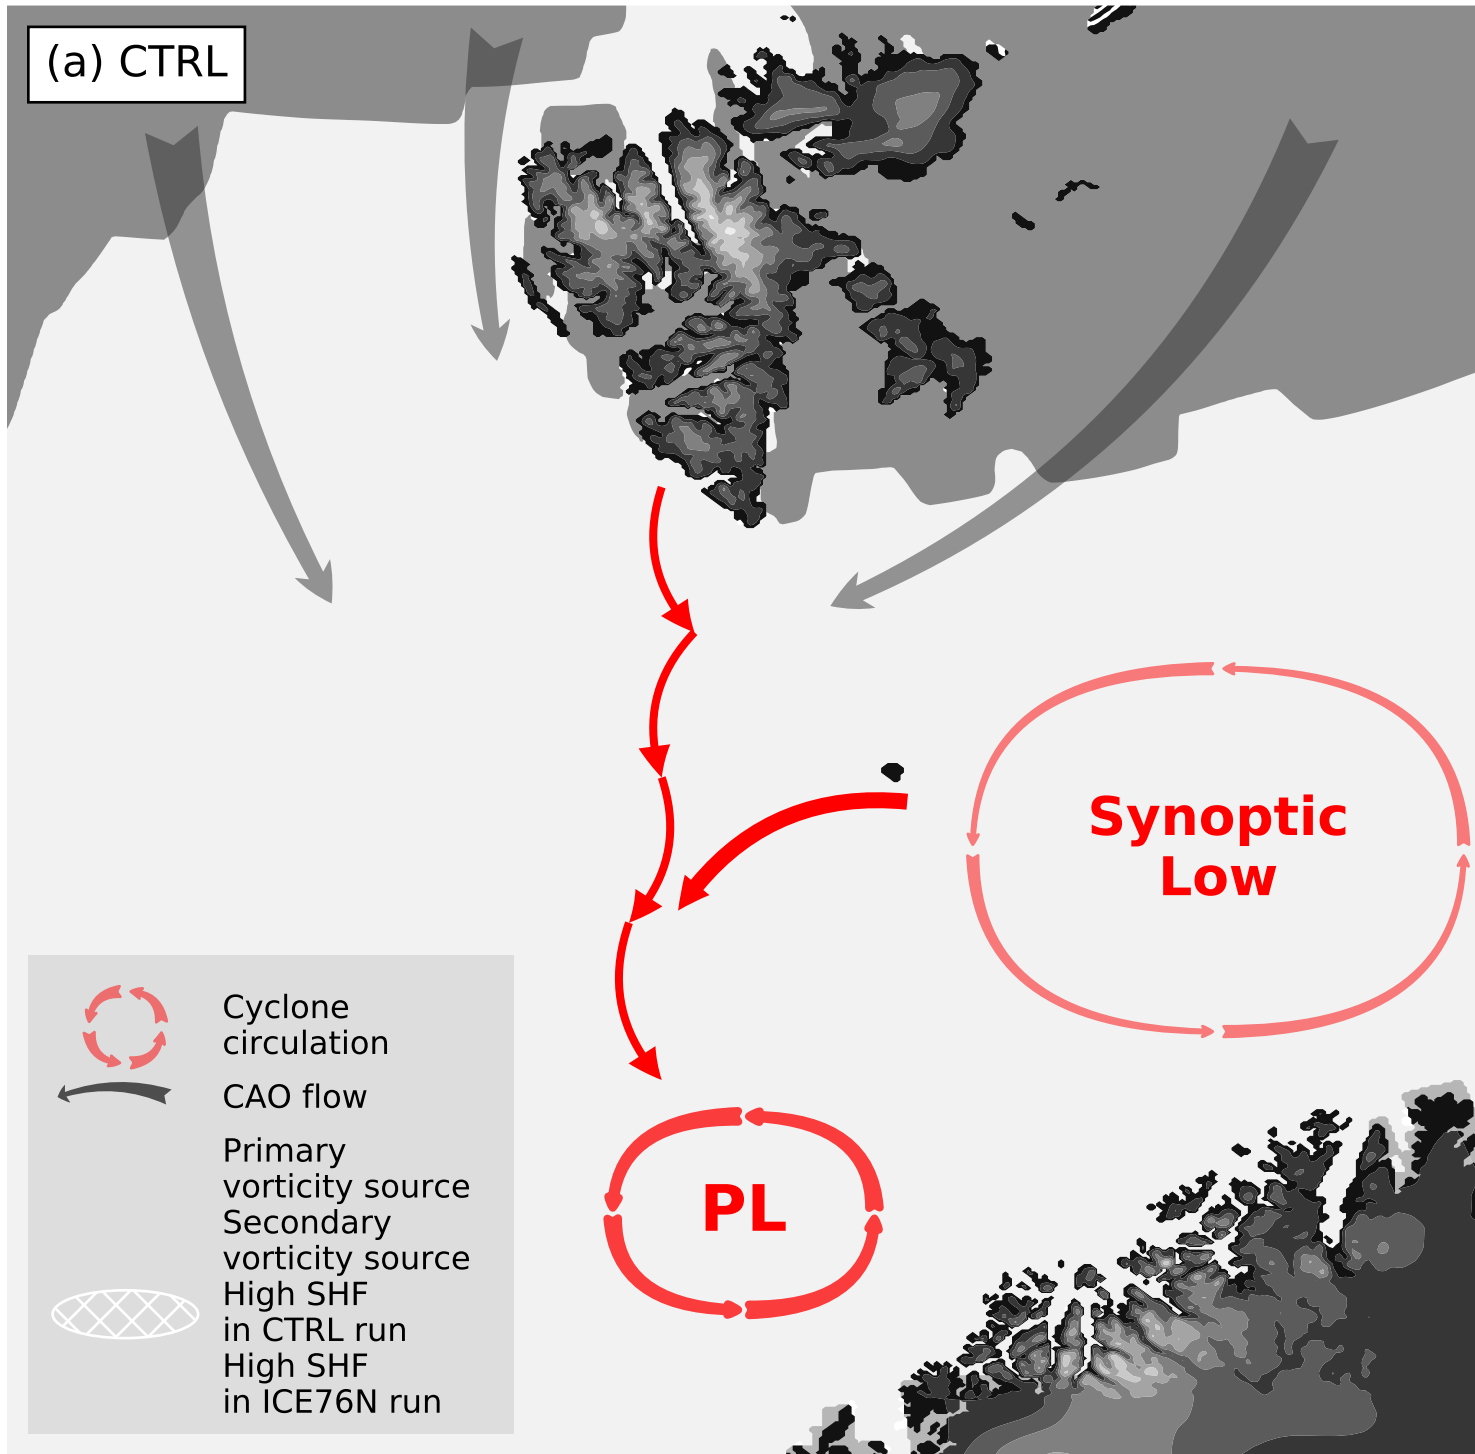 (a) CTRL
Synoptic
Low
PL
Cyclone
circulation
CAO flow
Primary
vorticity source
Secondary
vorticity source
High SHF
in CTRL run
High SHF
in ICE76N run